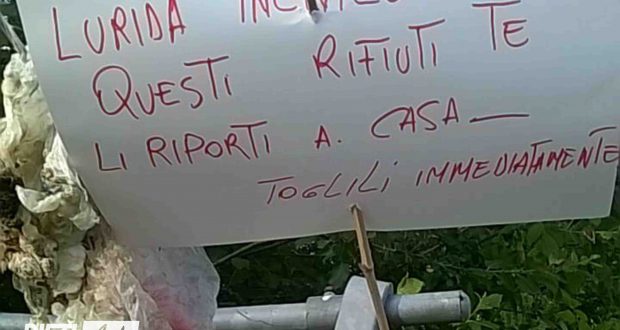 LURIDA
QUESTI RIFIUTI TE
LI RIPORTI A. CASA —
TOGLILI IMMEDIATAMENTE